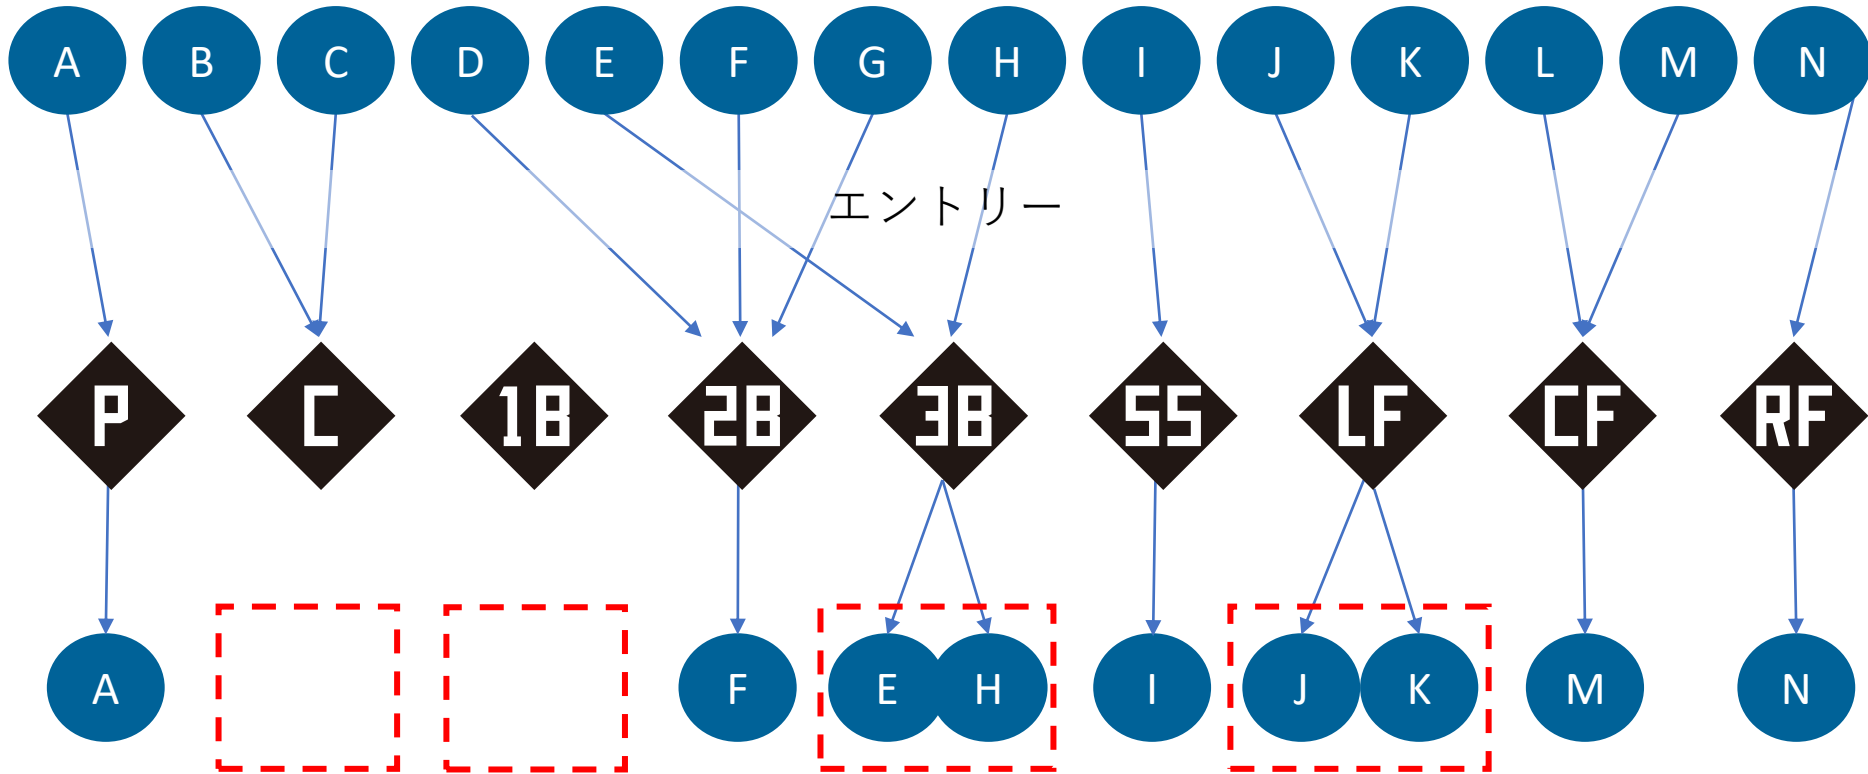 A B C D E F G H I J K L M N
エントリー
P C 1B 2B 3B SS LF CF RF
A F E H I J K M N